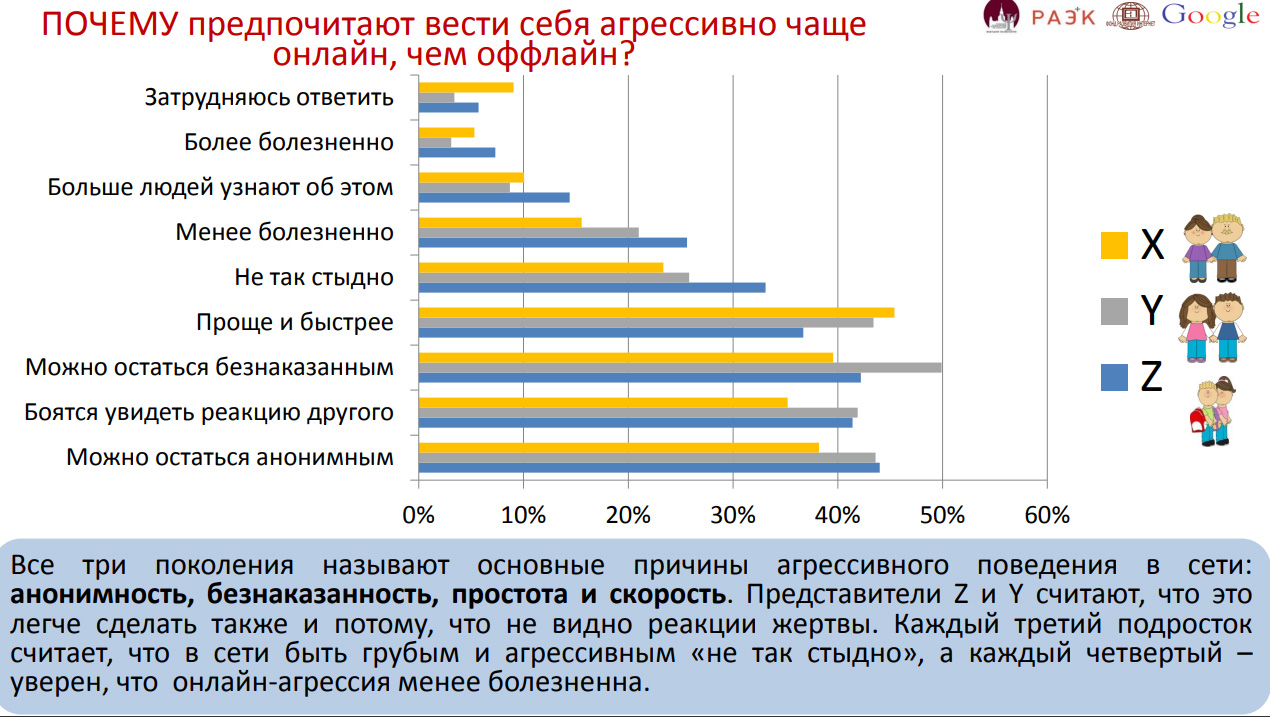 ПОЧЕМУ предпочитают вести себя агрессивно чаще
онлайн, чем оффлайн?
РАЭК
ФОНД РАЗВИТИЯ ИНТЕРНЕТ
Google
Затрудняюсь ответить
Более болезненно
Больше людей узнают об этом
Менее болезненно
Не так стыдно
Проще и быстрее
Можно остаться безнаказанным
Боятся увидеть реакцию другого
Можно остаться анонимным
0% 10% 20% 30% 40% 50% 60%
X
Y
Z
Все три поколения называют основные причины агрессивного поведения в сети:
анонимность, безнаказанность, простота и скорость. Представители Z и Y считают, что это
легче сделать также и потому, что не видно реакции жертвы. Каждый третий подросток
считает, что в сети быть грубым и агрессивным «не так стыдно», а каждый четвертый –
уверен, что онлайн-агрессия менее болезненна.